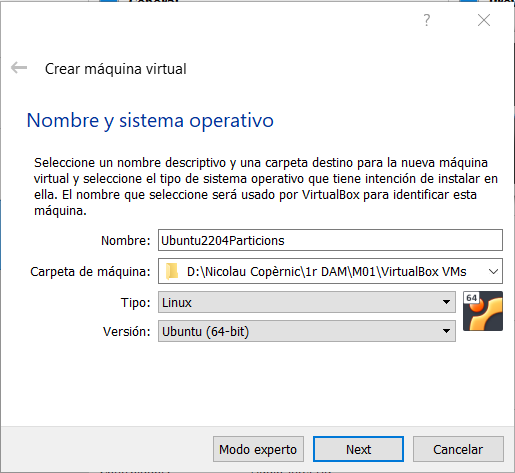 ?
Crear máquina virtual
Nombre y sistema operativo
Seleccione un nombre descriptivo y una carpeta destino para la nueva máquina
virtual y seleccione el tipo de sistema operativo que tiene intención de instalar en
ella. El nombre que seleccione será usado por VirtualBox para identificar esta
máquina.
Nombre: Ubuntu2204Particions
Carpeta de máquina: D:\Nicolau Copèrnic\1r DAM\M01\VirtualBox VMs
Tipo: Linux
64
Versión: Ubuntu (64-bit)
Modo experto Next Cancelar